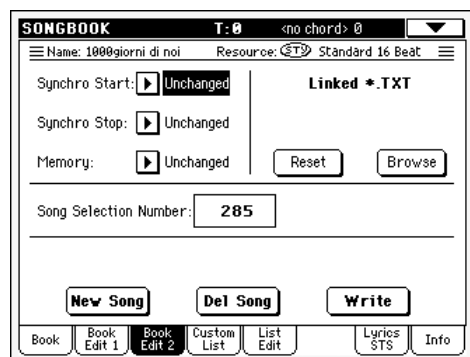 SONGBOOK T:0 <no chord> 0
Name: 1000giorni di noi Resource: STY Standard 16 Beat
Synchro Start: Unchanged Linked *.TXT
Synchro Stop: Unchanged
Memory: Unchanged Reset Browse
Song Selection Number: 285
New Song Del Song Write
Book Book Edit 1 Book Edit 2 Custom List List Edit Lyrics STS Info